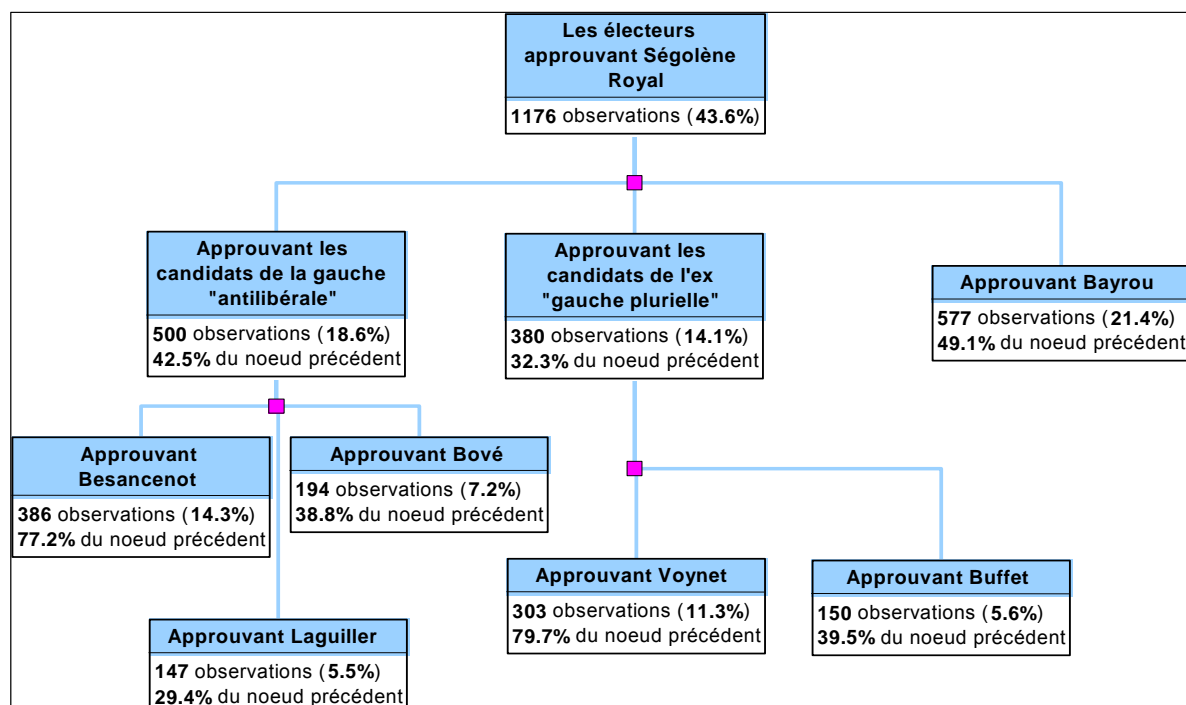 Les électeurs
approuvant Ségolène
Royal
1176 observations (43.6%)
Approuvant les
candidats de la gauche
"antilibérale"
500 observations (18.6%)
42.5% du noeud précédent
Approuvant les
candidats de l'ex
"gauche plurielle"
380 observations (14.1%)
32.3% du noeud précédent
Approuvant Bayrou
577 observations (21.4%)
49.1% du noeud précédent
Approuvant
Besancenot
386 observations (14.3%)
77.2% du noeud précédent
Approuvant Bové
194 observations (7.2%)
38.8% du noeud précédent
Approuvant Laguiller
147 observations (5.5%)
29.4% du noeud précédent
Approuvant Voynet
303 observations (11.3%)
79.7% du noeud précédent
Approuvant Buffet
150 observations (5.6%)
39.5% du noeud précédent